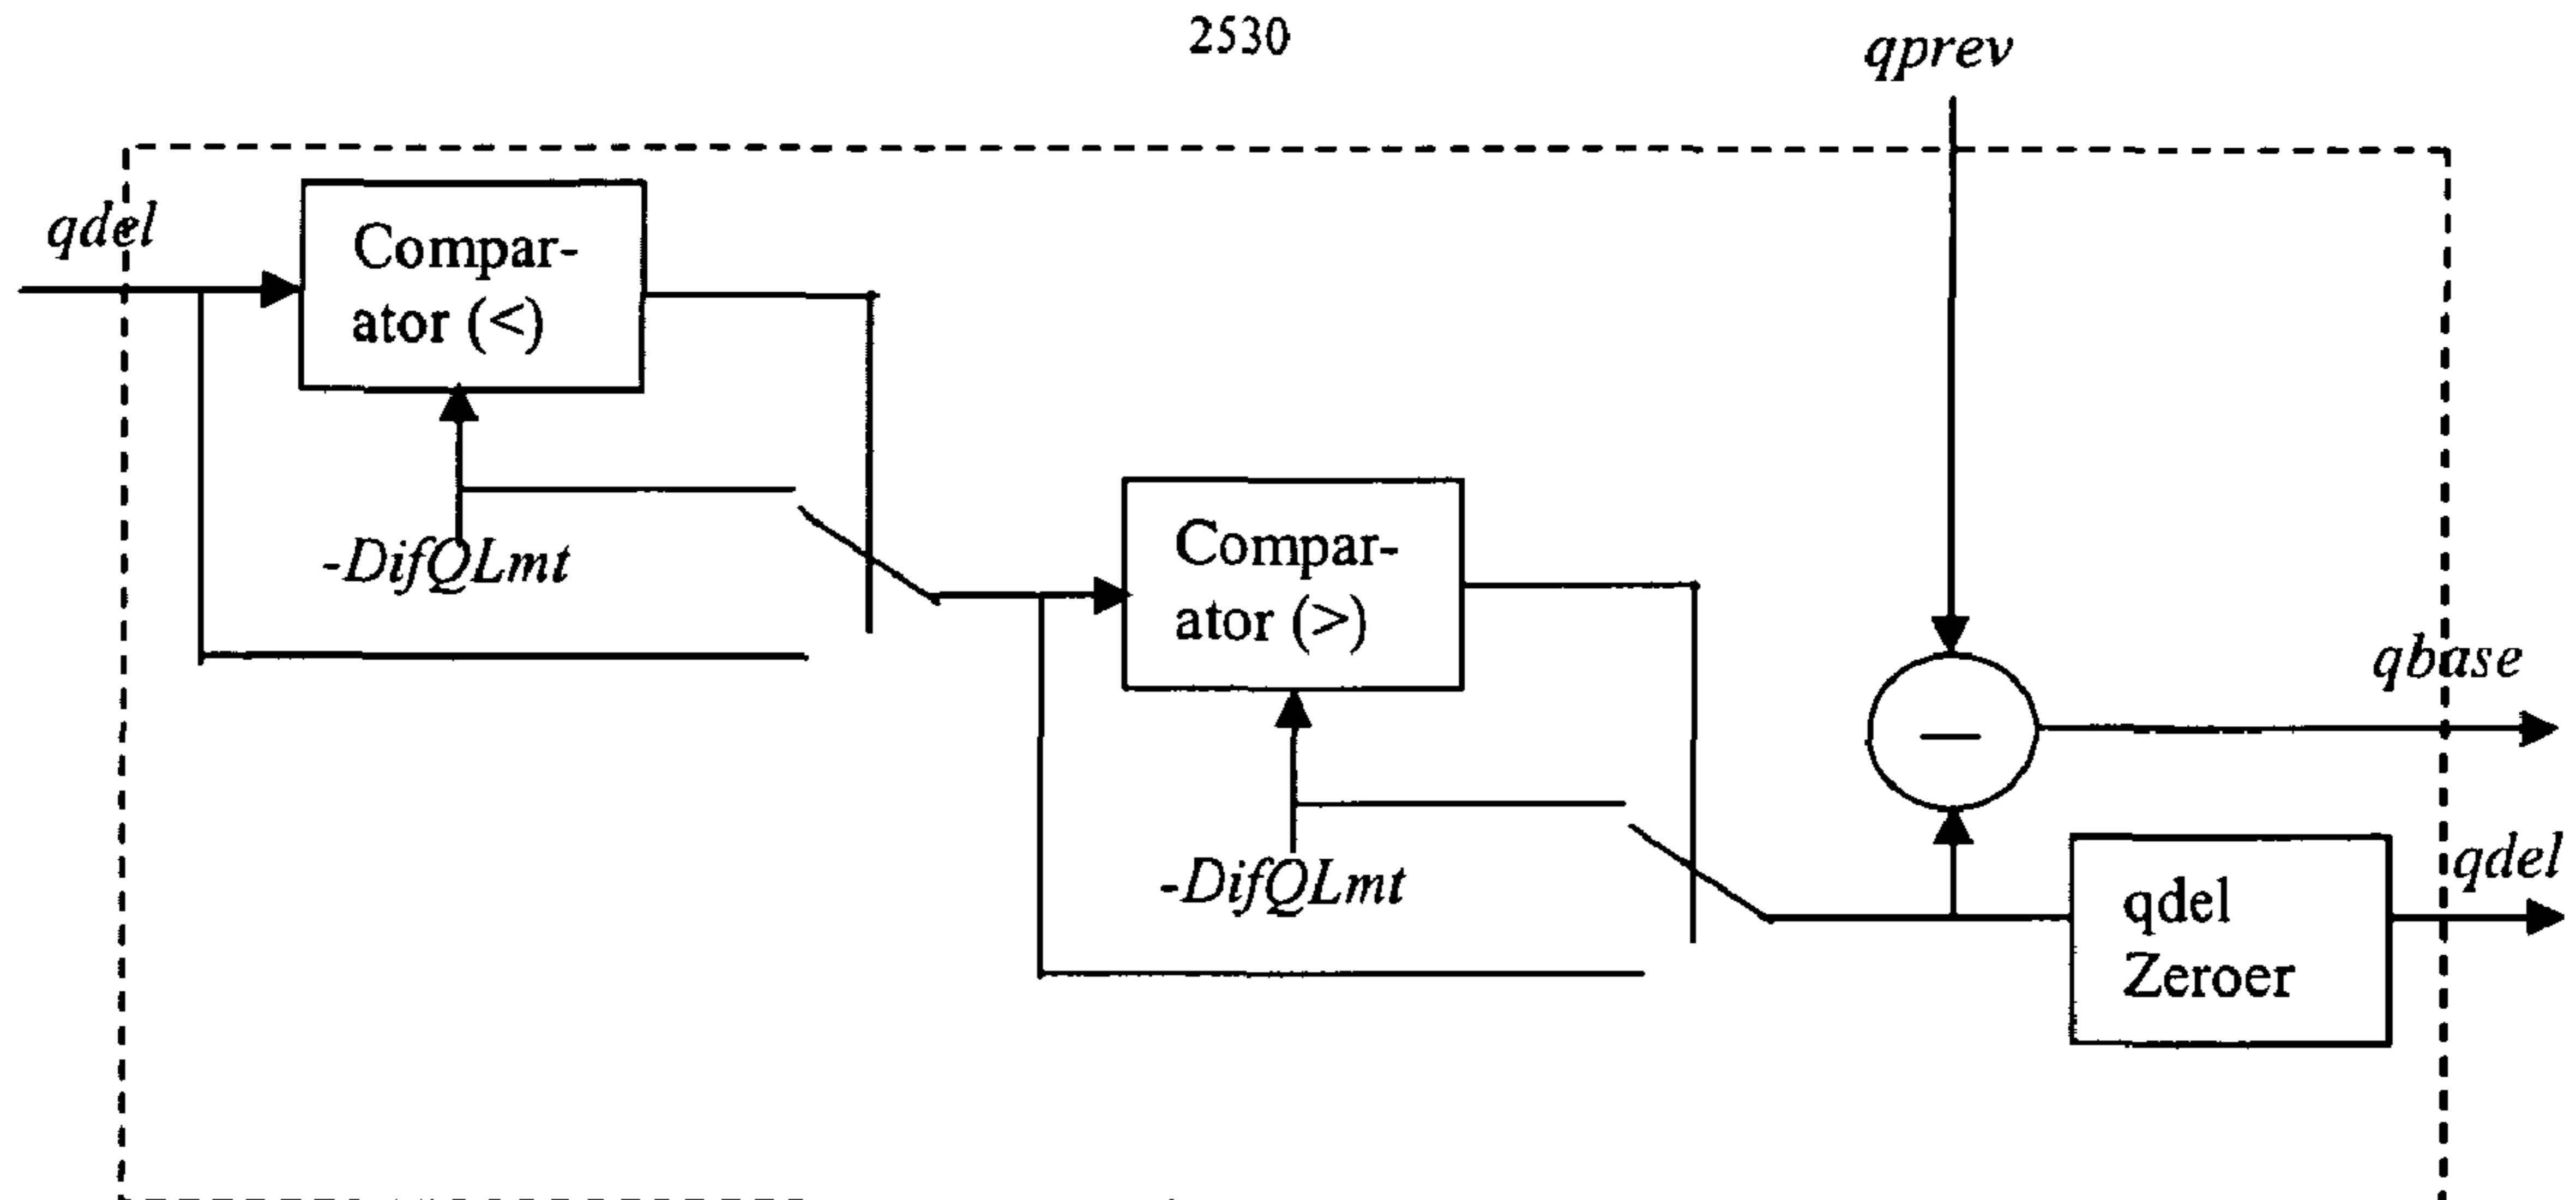 2530
qprev
qdel
Compar-
ator (<)
-DifQLmt
Compar-
ator (>)
-DifQLmt
qbase
qdel
qdel
Zeroer